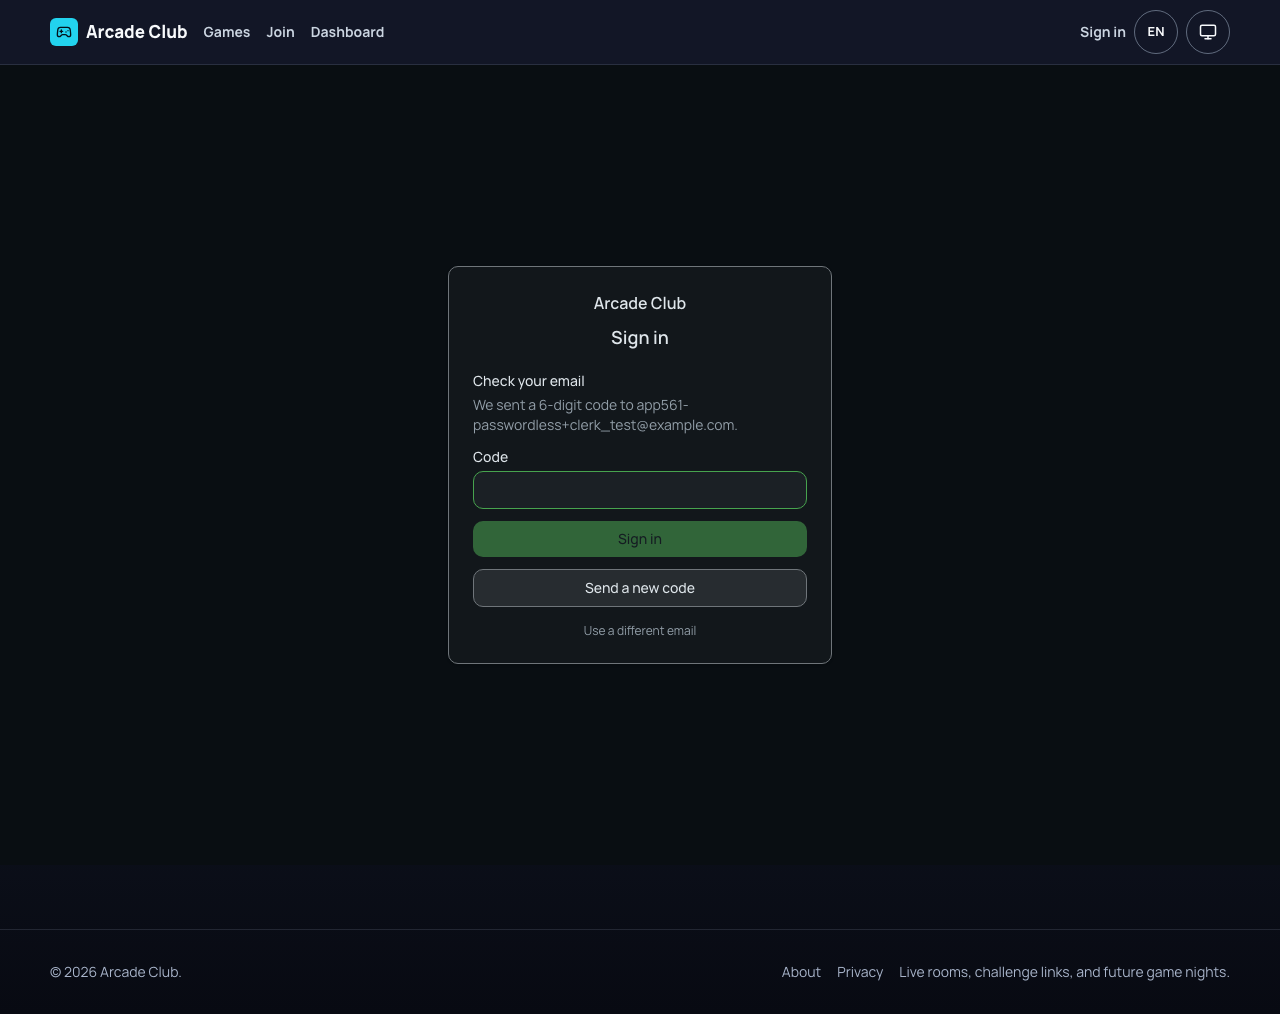 Arcade Club
Games
Join
Dashboard
Sign in
EN
Arcade Club
Sign in
Check your email
We sent a 6-digit code to app561-
passwordless+clerk_test@example.com.
Code
Sign in
Send a new code
Use a different email
© 2026 Arcade Club.
About
Privacy
Live rooms, challenge links, and future game nights.